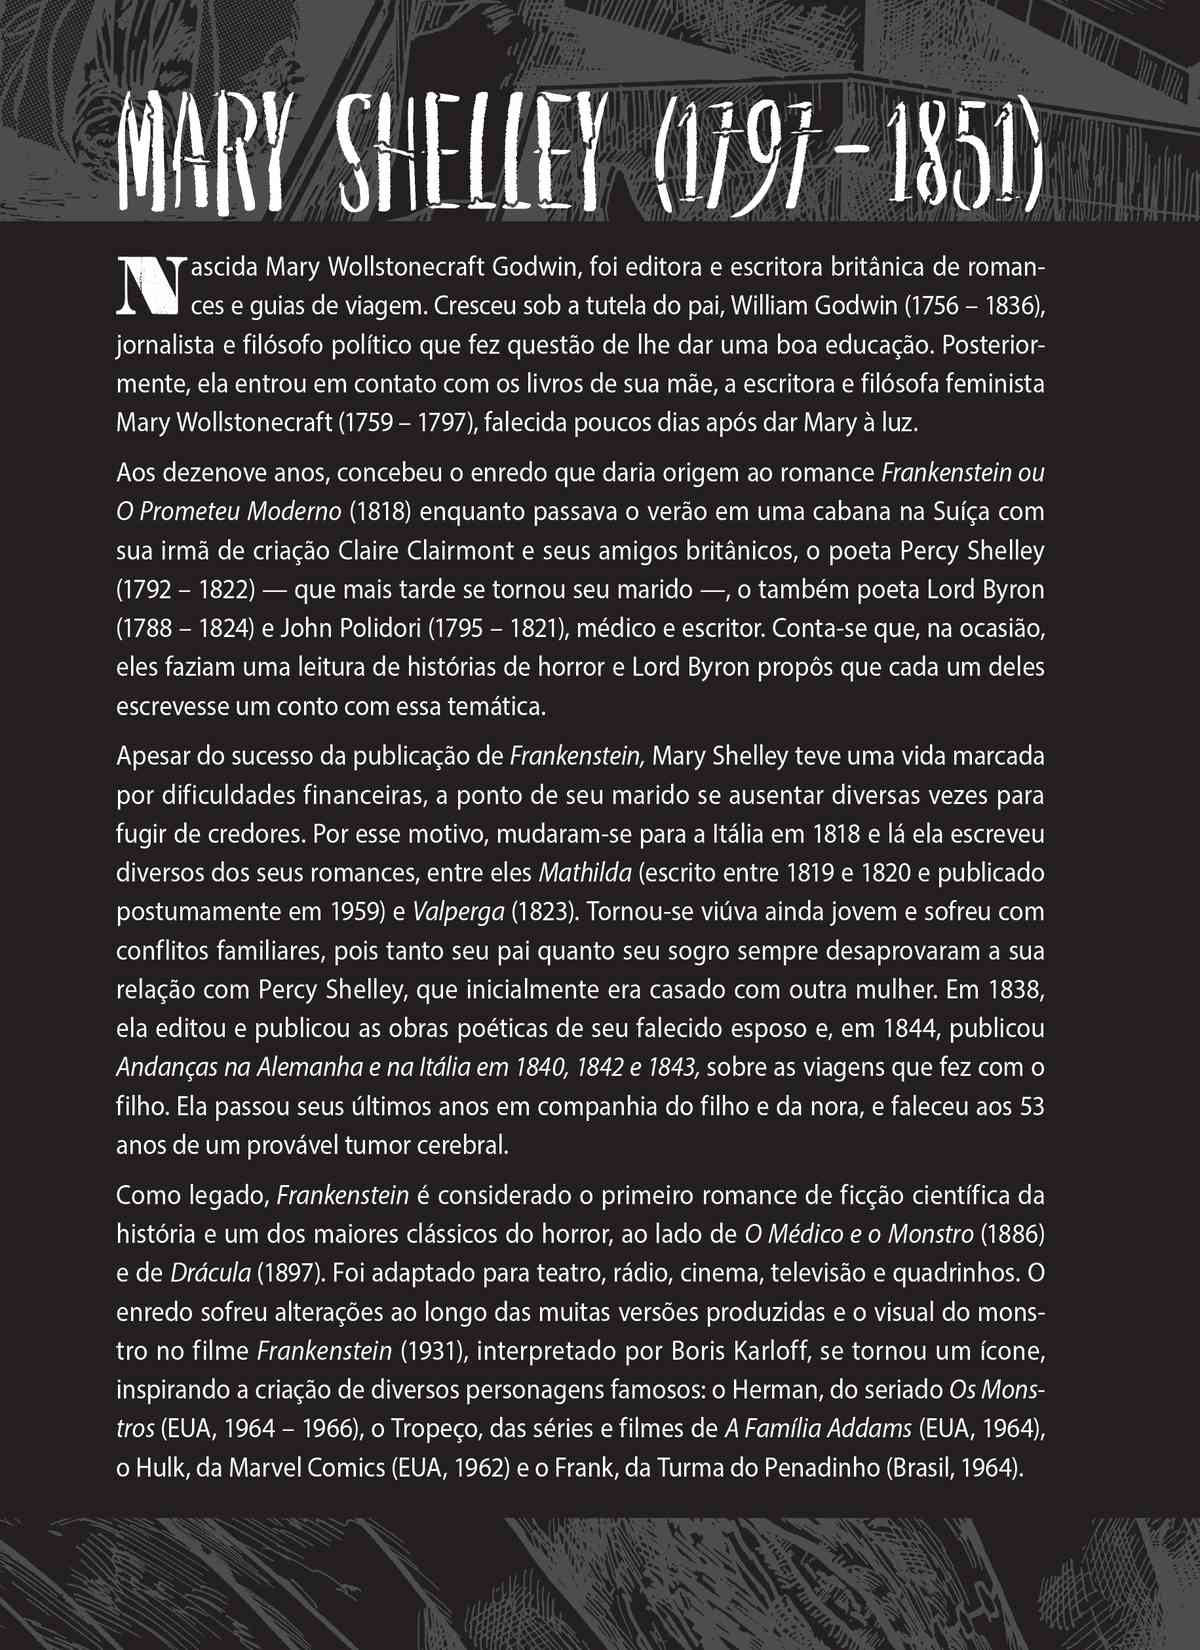 MARY SHELLEY (1797 – 1851)
Nascida Mary Wollstonecraft Godwin, foi editora e escritora britânica de roman-
ces e guias de viagem. Cresceu sob a tutela do pai, William Godwin (1756 – 1836),
jornalista e filósofo político que fez questão de lhe dar uma boa educação. Posterior-
mente, ela entrou em contato com os livros de sua mãe, a escritora e filósofa feminista
Mary Wollstonecraft (1759 – 1797), falecida poucos dias após dar Mary à luz.
Aos dezenove anos, concebeu o enredo que daria origem ao romance Frankenstein ou
O Prometeu Moderno (1818) enquanto passava o verão em uma cabana na Suíça com
sua irmã de criação Claire Clairmont e seus amigos britânicos, o poeta Percy Shelley
(1792 – 1822) — que mais tarde se tornou seu marido —, o também poeta Lord Byron
(1788 – 1824) e John Polidori (1795 – 1821), médico e escritor. Conta-se que, na ocasião,
eles faziam uma leitura de histórias de horror e Lord Byron propôs que cada um deles
escrevesse um conto com essa temática.
Apesar do sucesso da publicação de Frankenstein, Mary Shelley teve uma vida marcada
por dificuldades financeiras, a ponto de seu marido se ausentar diversas vezes para
fugir de credores. Por esse motivo, mudaram-se para a Itália em 1818 e lá ela escreveu
diversos dos seus romances, entre eles Mathilda (escrito entre 1819 e 1820 e publicado
postumamente em 1959) e Valperga (1823). Tornou-se viúva ainda jovem e sofreu com
conflitos familiares, pois tanto seu pai quanto seu sogro sempre desaprovaram a sua
relação com Percy Shelley, que inicialmente era casado com outra mulher. Em 1838,
ela editou e publicou as obras poéticas de seu falecido esposo e, em 1844, publicou
Andanças na Alemanha e na Itália em 1840, 1842 e 1843, sobre as viagens que fez com o
filho. Ela passou seus últimos anos em companhia do filho e da nora, e faleceu aos 53
anos de um provável tumor cerebral.
Como legado, Frankenstein é considerado o primeiro romance de ficção científica da
história e um dos maiores clássicos do horror, ao lado de O Médico e o Monstro (1886)
e de Drácula (1897). Foi adaptado para teatro, rádio, cinema, televisão e quadrinhos. O
enredo sofreu alterações ao longo das muitas versões produzidas e o visual do mons-
tro no filme Frankenstein (1931), interpretado por Boris Karloff, se tornou um ícone,
inspirando a criação de diversos personagens famosos: o Herman, do seriado Os Mons-
tros (EUA, 1964 – 1966), o Tropeço, das séries e filmes de A Família Addams (EUA, 1964),
o Hulk, da Marvel Comics (EUA, 1962) e o Frank, da Turma do Penadinho (Brasil, 1964).